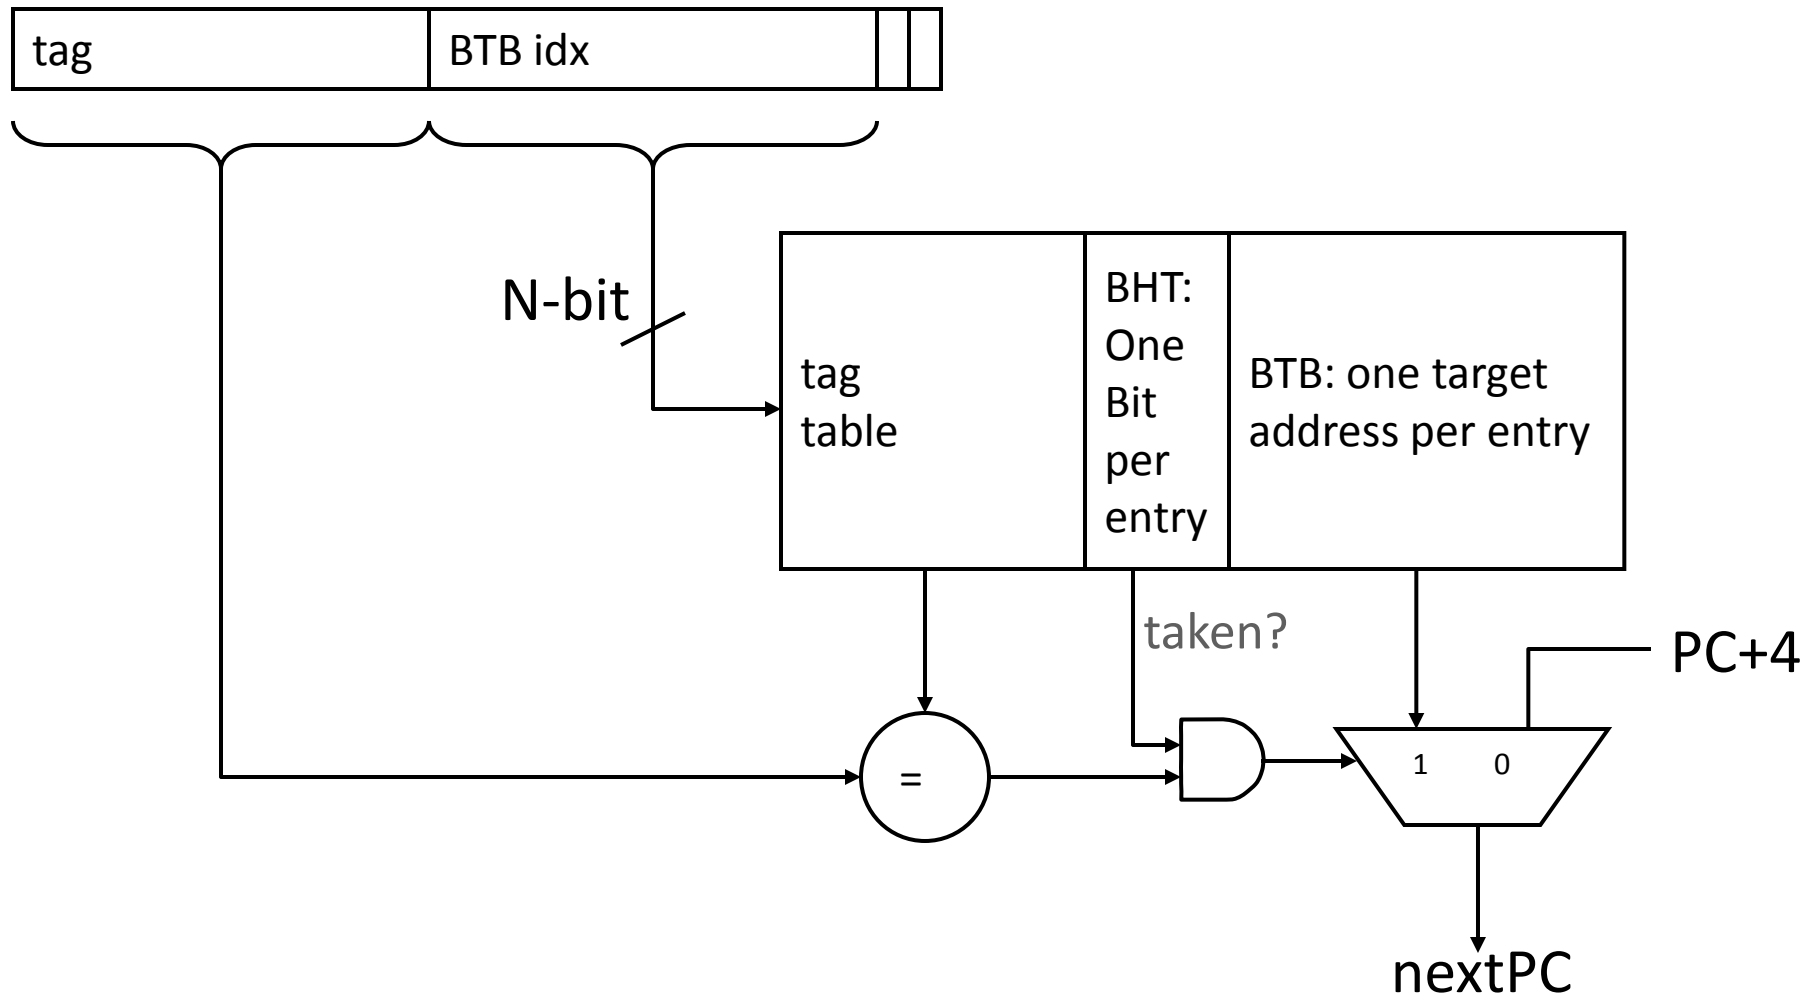 tag
BTB idx
N-bit
tag
table
BHT:
One
Bit
per
entry
BTB: one target
address per entry
taken?
PC+4
=
1
0
nextPC